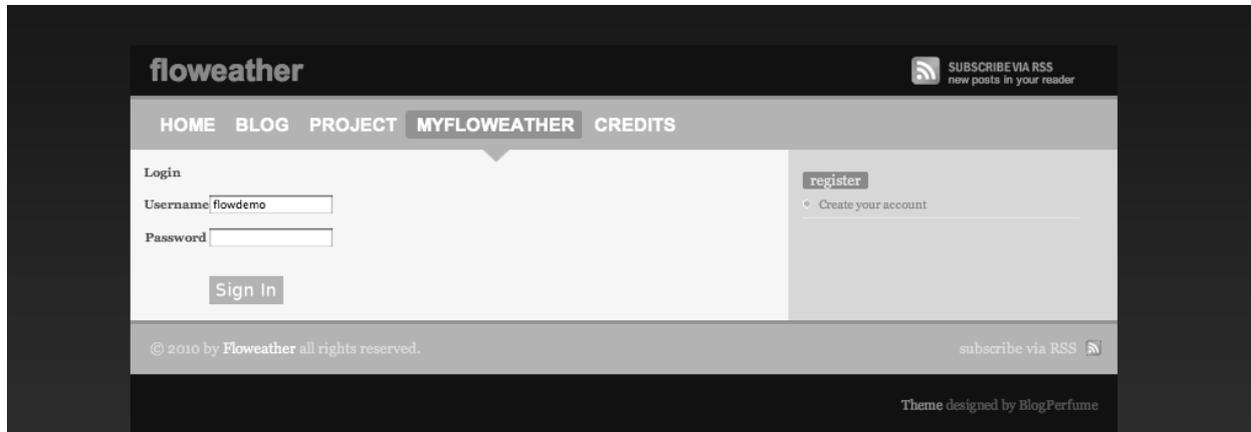 floweather
SUBSCRIBE VIA RSS
new posts in your reader
HOME BLOG PROJECT MYFLOWEATHER CREDITS
Login
Username flowdemo
Password
Sign In
register
Create your account
© 2010 by Floweather all rights reserved.
subscribe via RSS
Theme designed by BlogPerfume